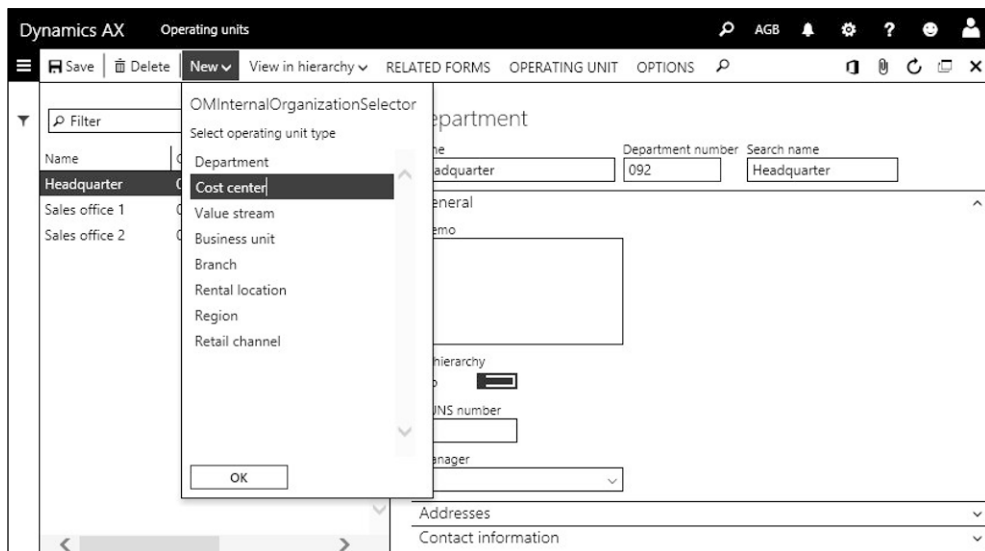 Dynamics AX Operating units AGB ?
Save Delete New View in hierarchy RELATED FORMS OPERATING UNIT OPTIONS
OMInternalOrganizationSelector
Select operating unit type
Department
Cost center
Value stream
Business unit
Branch
Rental location
Region
Retail channel
OK
Filter
Name
Headquarter
Sales office 1
Sales office 2
epartment
Department number Search name
adquarter 092 Headquarter
eneral
emo
hierarchy
UNS number
anager
Addresses
Contact information